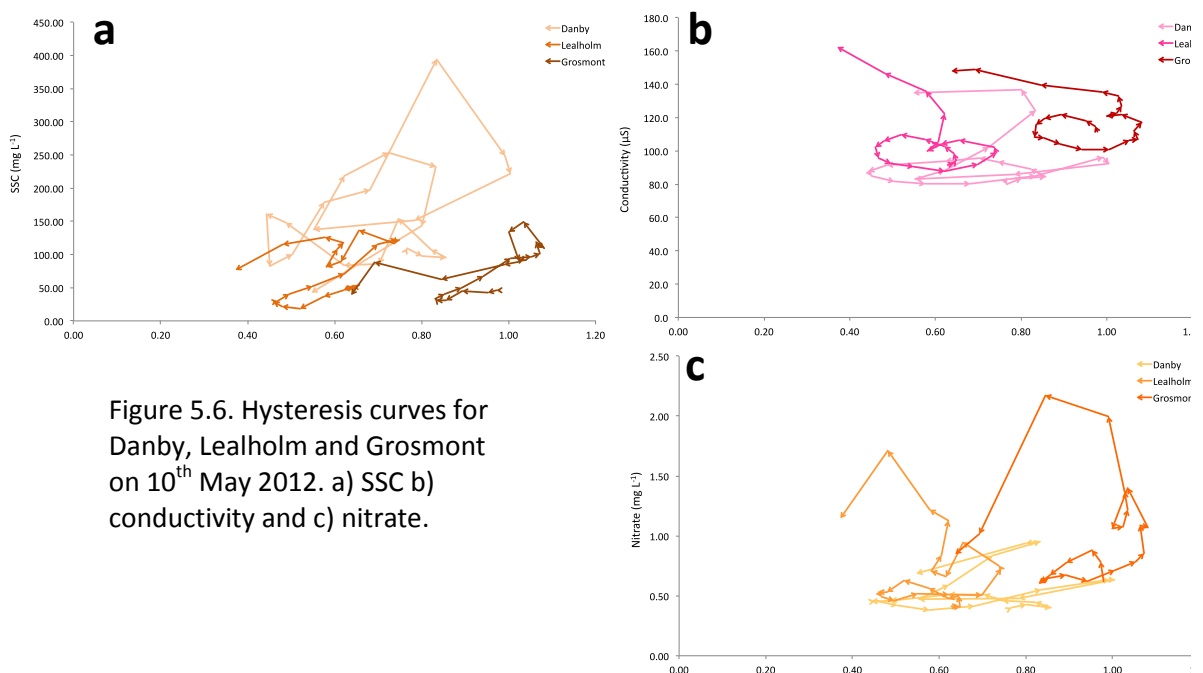 a
450.00
400.00
350.00
300.00
250.00
200.00
150.00
100.00
50.00
0.00
SSC (mg L⁻¹)
0.00 0.20 0.40 0.60 0.80 1.00 1.20
Danby
Lealholm
Grosmont
b
180.0
160.0
140.0
120.0
100.0
80.0
60.0
40.0
20.0
0.0
Conductivity (µS)
0.00 0.20 0.40 0.60 0.80 1.00
Dan
Leal
Gros
Figure 5.6. Hysteresis curves for
Danby, Lealholm and Grosmont
on 10ᵗʰ May 2012. a) SSC b)
conductivity and c) nitrate.
c
2.50
2.00
1.50
1.00
0.50
0.00
Nitrate (mg L⁻¹)
0.00 0.20 0.40 0.60 0.80 1.00
Danby
Lealholm
Grosmont